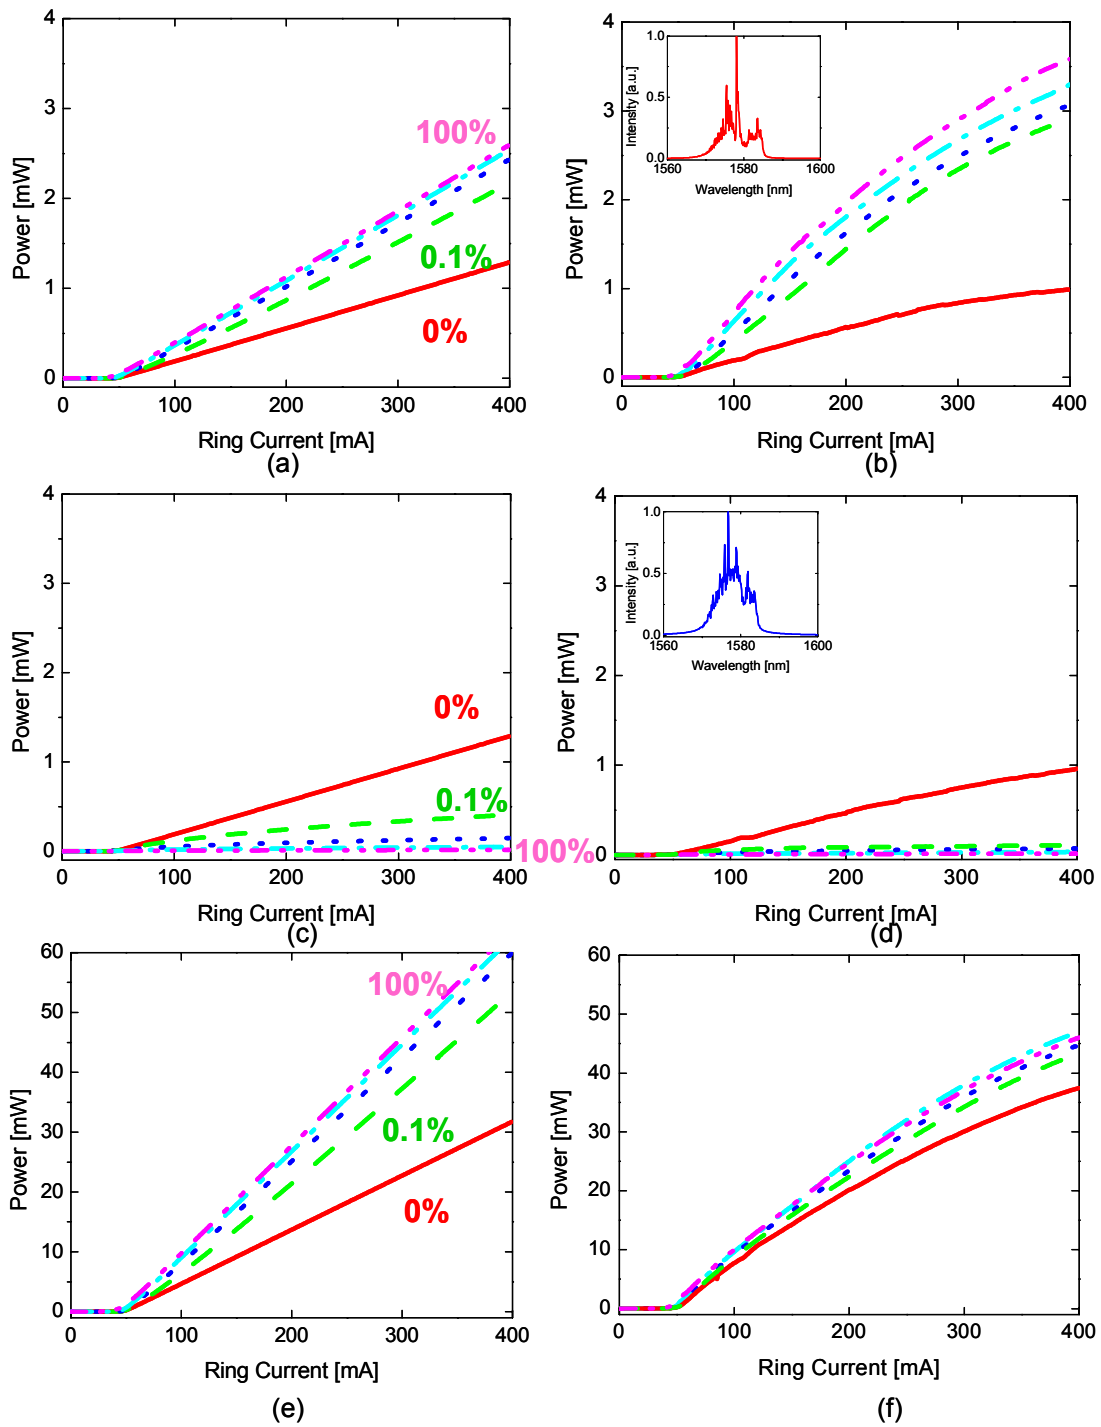 4
3
2
1
0
Power [mW]
100%
0.1%
0%
0 100 200 300 400
Ring Current [mA]
(a)
4
3
2
1
0
Power [mW]
1.0
0.5
0.0
Intensity [a.u.]
1560 1580 1600
Wavelength [nm]
0 100 200 300 400
Ring Current [mA]
(b)
4
3
2
1
0
Power [mW]
0%
0.1%
100%
0 100 200 300 400
Ring Current [mA]
(c)
4
3
2
1
0
Power [mW]
1.0
0.5
0.0
Intensity [a.u.]
1560 1580 1600
Wavelength [nm]
0 100 200 300 400
Ring Current [mA]
(d)
60
50
40
30
20
10
0
Power [mW]
100%
0.1%
0%
0 100 200 300 400
Ring Current [mA]
(e)
60
50
40
30
20
10
0
Power [mW]
0 100 200 300 400
Ring Current [mA]
(f)